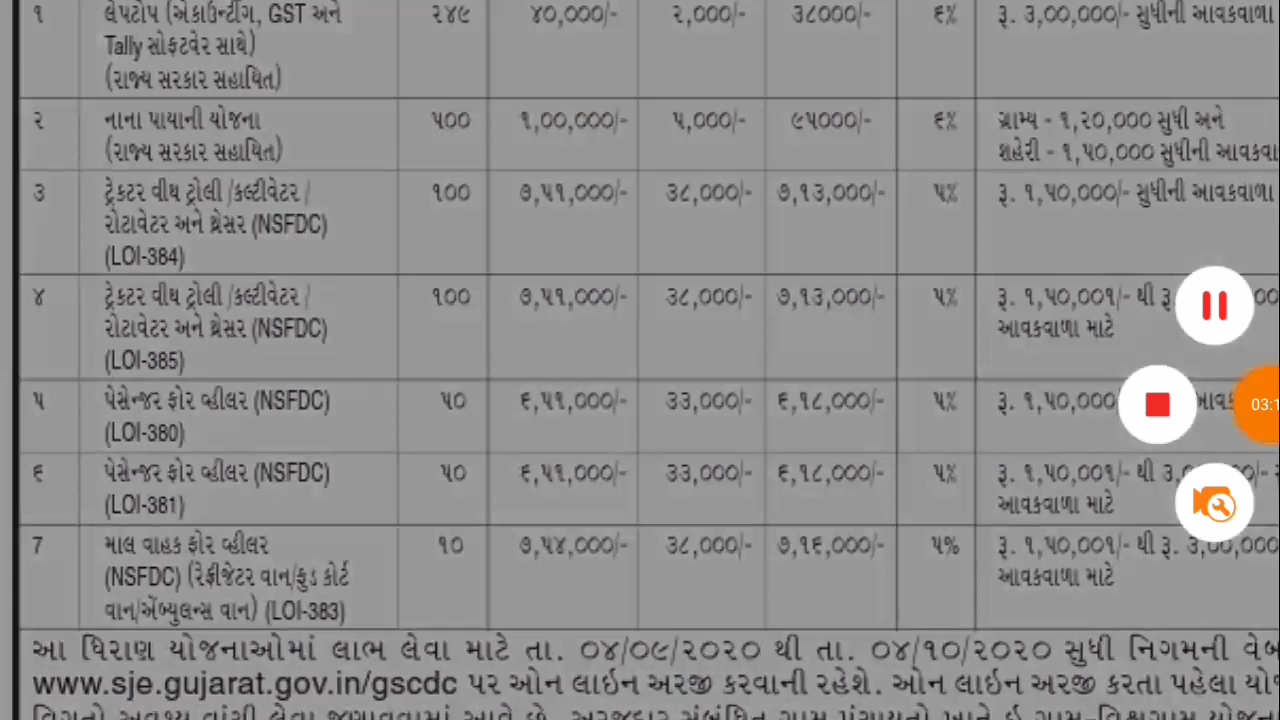 ૧ લેપટોપ (એકાઉન્ટીંગ, GST અને ૨૪૯ ૪૦,૦૦૦/- ૨,૦૦૦/- ૩૮૦૦૦/- ૬% રૂ. ૩,૦૦,૦૦૦/- સુધીની આવકવાળા
Tally સોફટવેર સાથે)
(રાજ્ય સરકાર સહાયિત)
૨ નાના પાયાની યોજના ૫૦૦ ૧,૦૦,૦૦૦/- ૫,૦૦૦/- ૯૫૦૦૦/- ૬% ગ્રામ્ય - ૧,૨૦,૦૦૦ સુધી અને
(રાજ્ય સરકાર સહાયિત) શહેરી - ૧,૫૦,૦૦૦ સુધીની
૩ ટ્રેકટર વીથ ટ્રોલી /કલ્ટીવેટર / ૧૦૦ ૭,૫૧,૦૦૦/- ૩૮,૦૦૦/- ૭,૧૩,૦૦૦/- ૫% રૂ. ૧,૫૦,૦૦૦/- સુધીની આવકવાળા
રોટાવેટર અને થ્રેસર (NSFDC)
(LOI-384)
૪ ટ્રેકટર વીથ ટ્રોલી /કલ્ટીવેટર / ૧૦૦ ૭,૫૧,૦૦૦/- ૩૮,૦૦૦/- ૭,૧૩,૦૦૦/- ૫% રૂ. ૧,૫૦,૦૦૧/- થી રૂ.
રોટાવેટર અને થ્રેસર (NSFDC) આવકવાળા માટે
(LOI-385)
૫ પેસેન્જર ફોર વ્હીલર (NSFDC) ૫૦ ૬,૫૧,૦૦૦/- ૩૩,૦૦૦/- ૬,૧૮,૦૦૦/- ૫% રૂ. ૧,૫૦,૦૦૦
(LOI-380)
૬ પેસેન્જર ફોર વ્હીલર (NSFDC) ૫૦ ૬,૫૧,૦૦૦/- ૩૩,૦૦૦/- ૬,૧૮,૦૦૦/- ૫% રૂ. ૧,૫૦,૦૦૧/- થી
(LOI-381) આવકવાળા માટે
7 માલ વાહક ફોર વ્હીલર ૧૦ ૭,૫૪,૦૦૦/- ૩૮,૦૦૦/- ૭,૧૬,૦૦૦/- ૫% રૂ. ૧,૫૦,૦૦૧/- થી રૂ. ૩,૦૦,૦૦૦
(NSFDC) (રેફ્રીજેટર વાન/ફુડ કોર્ટ આવકવાળા માટે
વાન/એંબ્યુલન્સ વાન) (LOI-383)
આ ધિરાણ યોજનાઓમાં લાભ લેવા માટે તા. ૦૪/૦૯/૨૦૨૦ થી તા. ૦૪/૧૦/૨૦૨૦ સુધી નિગમની વેબ
www.sje.gujarat.gov.in/gscdc પર ઓન લાઇન અરજી કરવાની રહેશે. ઓન લાઇન અરજી કરતા પહેલા